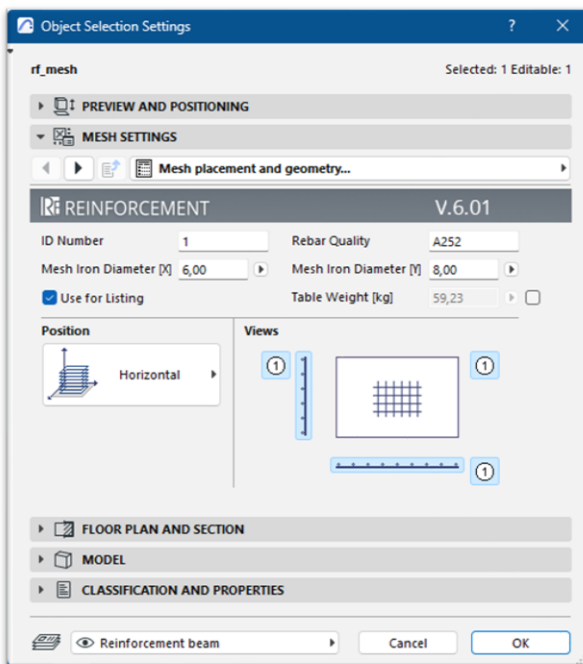 Object Selection Settings ? ×
rf_mesh Selected: 1 Editable: 1
PREVIEW AND POSITIONING
MESH SETTINGS
Mesh placement and geometry...
RF REINFORCEMENT V.6.01
ID Number 1 Rebar Quality A252
Mesh Iron Diameter [X] 6,00 Mesh Iron Diameter [Y] 8,00
Use for Listing Table Weight [kg] 59,23
Position Views
Horizontal
1 1
1
FLOOR PLAN AND SECTION
MODEL
CLASSIFICATION AND PROPERTIES
Reinforcement beam Cancel OK